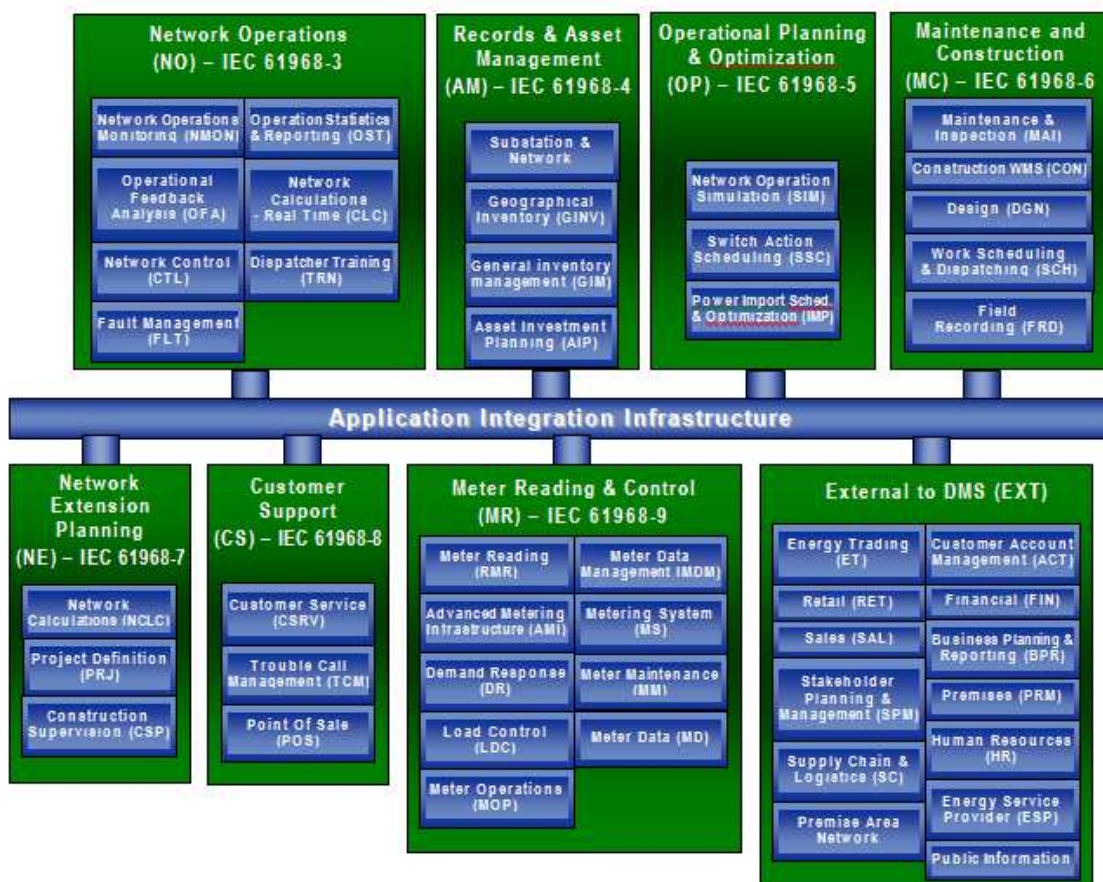 Network Operations
(NO) – IEC 61968-3
Network Operations
Monitoring (NMON)
Operation Statistics
& Reporting (OST)
Operational
Feedback
Analysis (OFA)
Network
Calculations
- Real Time (CLC)
Network Control
(CTL)
Dispatcher Training
(TRN)
Fault Management
(FLT)
Records & Asset
Management
(AM) – IEC 61968-4
Substation &
Network
Geographical
Inventory (GINV)
General inventory
management (GIM)
Asset Investment
Planning (AIP)
Operational Planning
& Optimization
(OP) – IEC 61968-5
Network Operation
Simulation (SIM)
Switch Action
Scheduling (SSC)
Power Import Sched.
& Optimization (IMP)
Maintenance and
Construction
(MC) – IEC 61968-6
Maintenance &
Inspection (MAI)
Construction WMS (CON)
Design (DGN)
Work Scheduling
& Dispatching (SCH)
Field
Recording (FRD)
Application Integration Infrastructure
Network
Extension
Planning
(NE) – IEC 61968-7
Network
Calculations (NCLC)
Project Definition
(PRJ)
Construction
Supervision (CSP)
Customer
Support
(CS) – IEC 61968-8
Customer Service
(CSRV)
Trouble Call
Management (TCM)
Point Of Sale
(POS)
Meter Reading & Control
(MR) – IEC 61968-9
Meter Reading
(RMR)
Meter Data
Management (MDM)
Advanced Metering
Infrastructure (AMI)
Metering System
(MS)
Demand Response
(DR)
Meter Maintenance
(MM)
Load Control
(LDC)
Meter Data (MD)
Meter Operations
(MOP)
External to DMS (EXT)
Energy Trading
(ET)
Customer Account
Management (ACT)
Retail (RET)
Financial (FIN)
Sales (SAL)
Business Planning &
Reporting (BPR)
Stakeholder
Planning &
Management (SPM)
Premises (PRM)
Human Resources
(HR)
Supply Chain &
Logistics (SC)
Energy Service
Provider (ESP)
Premise Area
Network
Public Information